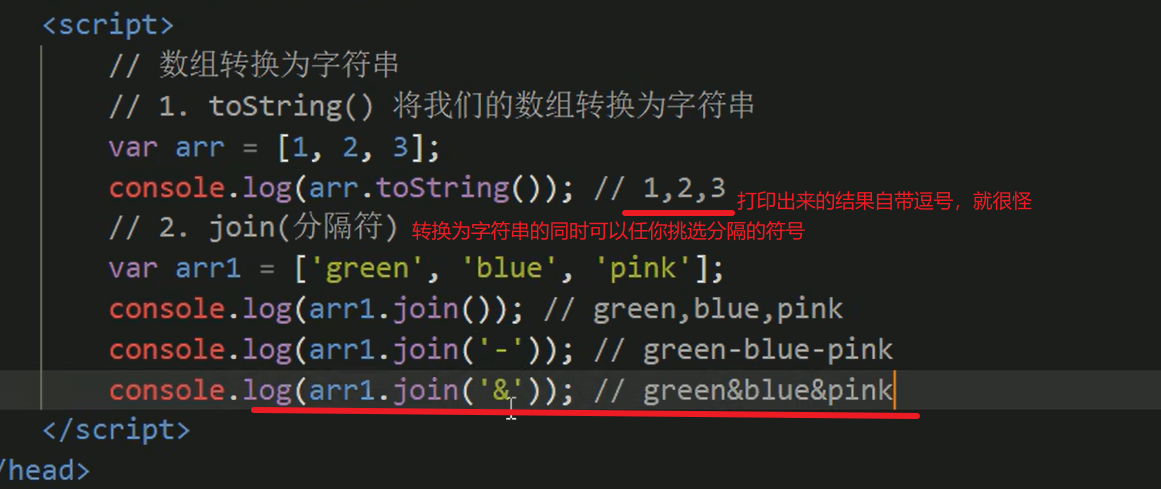 <script>
// 数组转换为字符串
// 1. toString() 将我们的数组转换为字符串
var arr = [1, 2, 3];
console.log(arr.toString()); // 1,2,3 打印出来的结果自带逗号，就很怪
// 2. join(分隔符) 转换为字符串的同时可以任你挑选分隔的符号
var arr1 = ['green', 'blue', 'pink'];
console.log(arr1.join()); // green,blue,pink
console.log(arr1.join('-')); // green-blue-pink
console.log(arr1.join('&')); // green&blue&pink
</script>
/head>